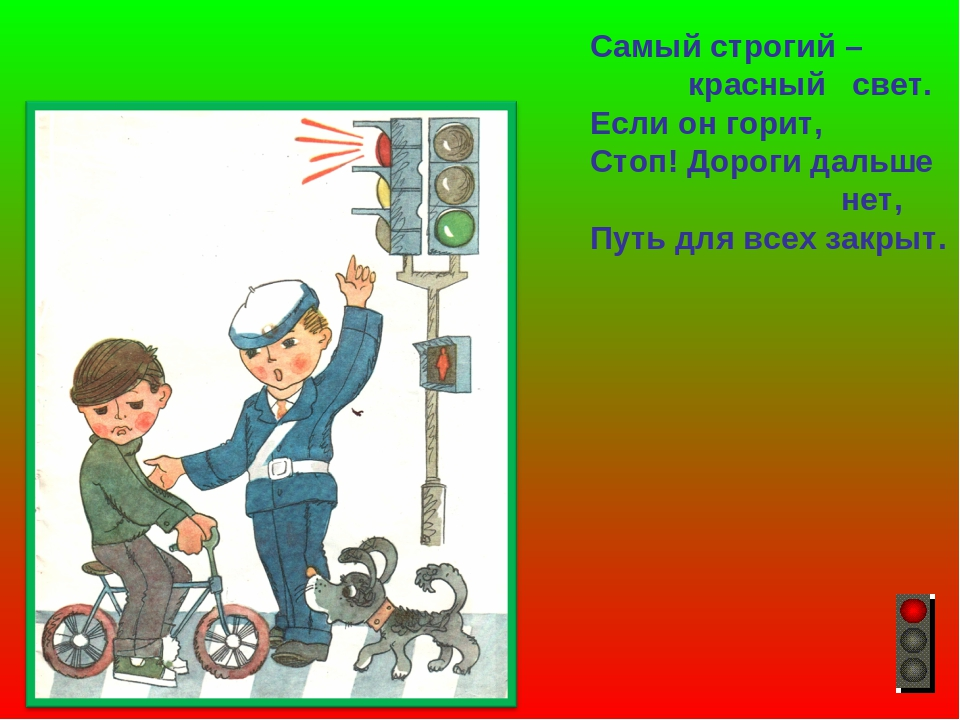 Самый строгий –
красный свет.
Если он горит,
Стоп! Дороги дальше
нет,
Путь для всех закрыт.